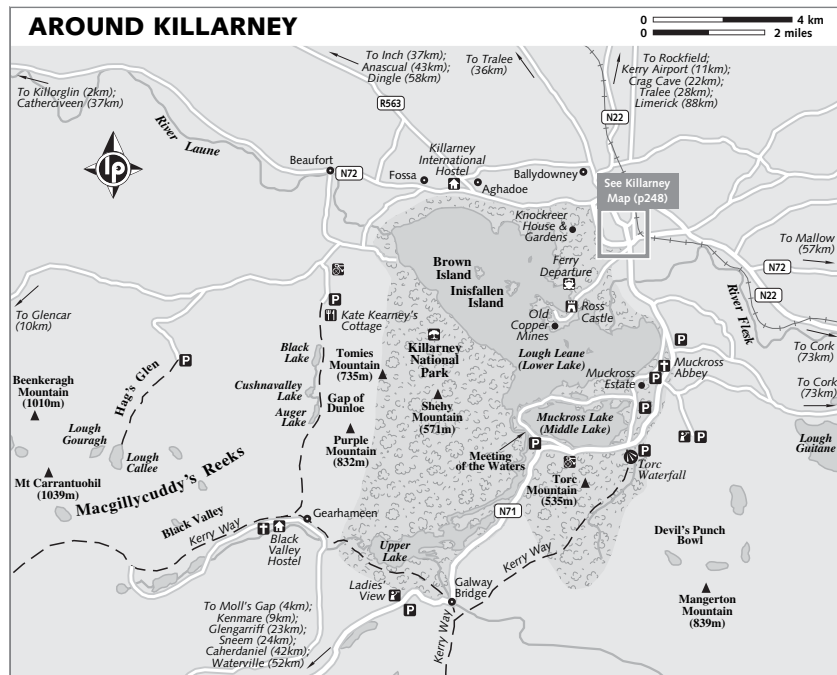 AROUND KILLARNEY
0 4 km
0 2 miles
To Killorglin (2km);
Catherciveen (37km)
To Inch (37km);
Anascual (43km);
Dingle (58km)
To Tralee
(36km)
To Rockfield;
Kerry Airport (11km);
Crag Cave (22km);
Tralee (28km);
Limerick (88km)
R563
N22
River Laune
lp
Beaufort
N72
Fossa
Killarney
International
Hostel
Aghadoe
Ballydowney
See Killarney
Map (p248)
Knockreer
House &
Gardens
Brown
Island
Inisfallen
Island
Ferry
Departure
To Mallow
(57km)
N72
River Flesk
N22
To Glencar
(10km)
P
Kate Kearney's
Cottage
Old
Copper
Mines
Ross
Castle
To Cork
(73km)
Black
Lake
Tomies
Mountain
(735m)
Killarney
National
Park
Lough Leane
(Lower Lake)
P
Muckross
Abbey
P
Hag's Glen
Beenkeragh
Mountain
(1010m)
Cushnavalley
Lake
Gap of
Dunloe
Auger
Lake
Shehy
Mountain
(571m)
Muckross
Estate
P
To Cork
(73km)
P
Muckross Lake
(Middle Lake)
Lough
Gouragh
Lough
Callee
Purple
Mountain
(832m)
Meeting
of the Waters
P
P
P
Lough
Guitane
Mt Carrantuohil
(1039m)
Macgillycuddy's Reeks
Torc
Waterfall
Torc
Mountain
(535m)
N71
Black Valley
Kerry Way
Gearhameen
Black
Valley
Hostel
Devil's Punch
Bowl
Upper
Lake
Kerry Way
Ladies'
View
P
Galway
Bridge
Mangerton
Mountain
(839m)
To Moll's Gap (4km);
Kenmare (9km);
Glengarriff (23km);
Sneem (24km);
Caherdaniel (42km);
Waterville (52km)
Kerry Way